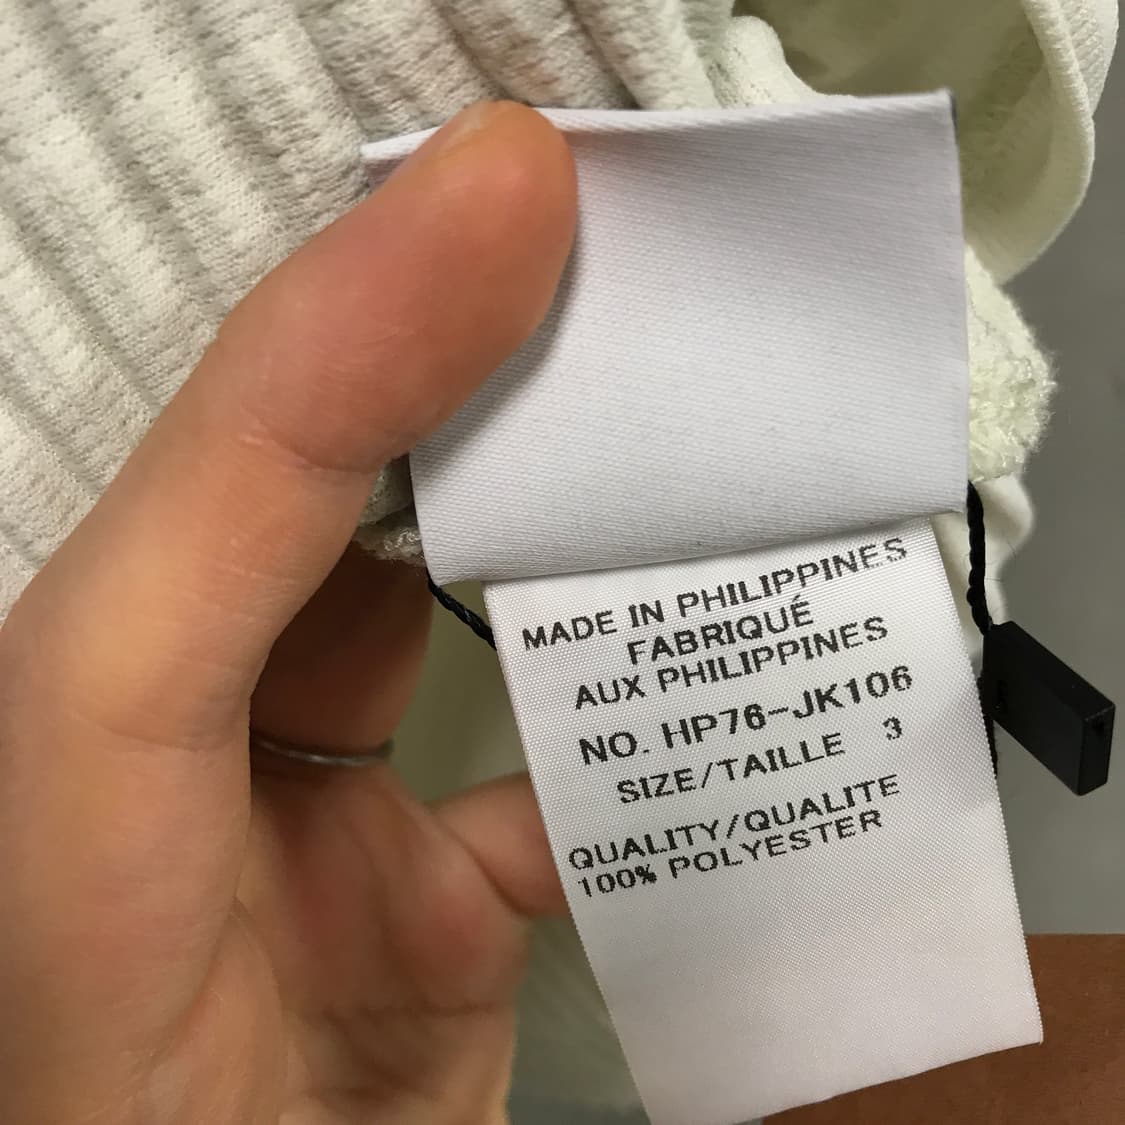 MADE IN PHILIPPINES
FABRIQUÉ
AUX PHILIPPINES
NO. HP76-JK106
SIZE/TAILLE 3
QUALITY/QUALITE
100% POLYESTER